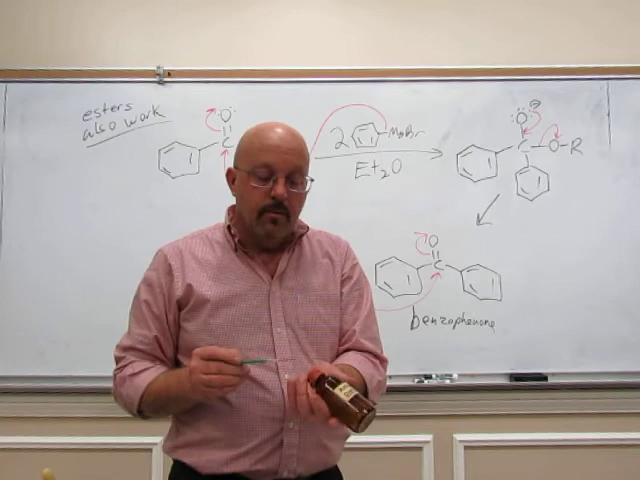 esters
also work
O
C
2 MgBr
Et₂O
O
C O-R
O
C
benzophenone